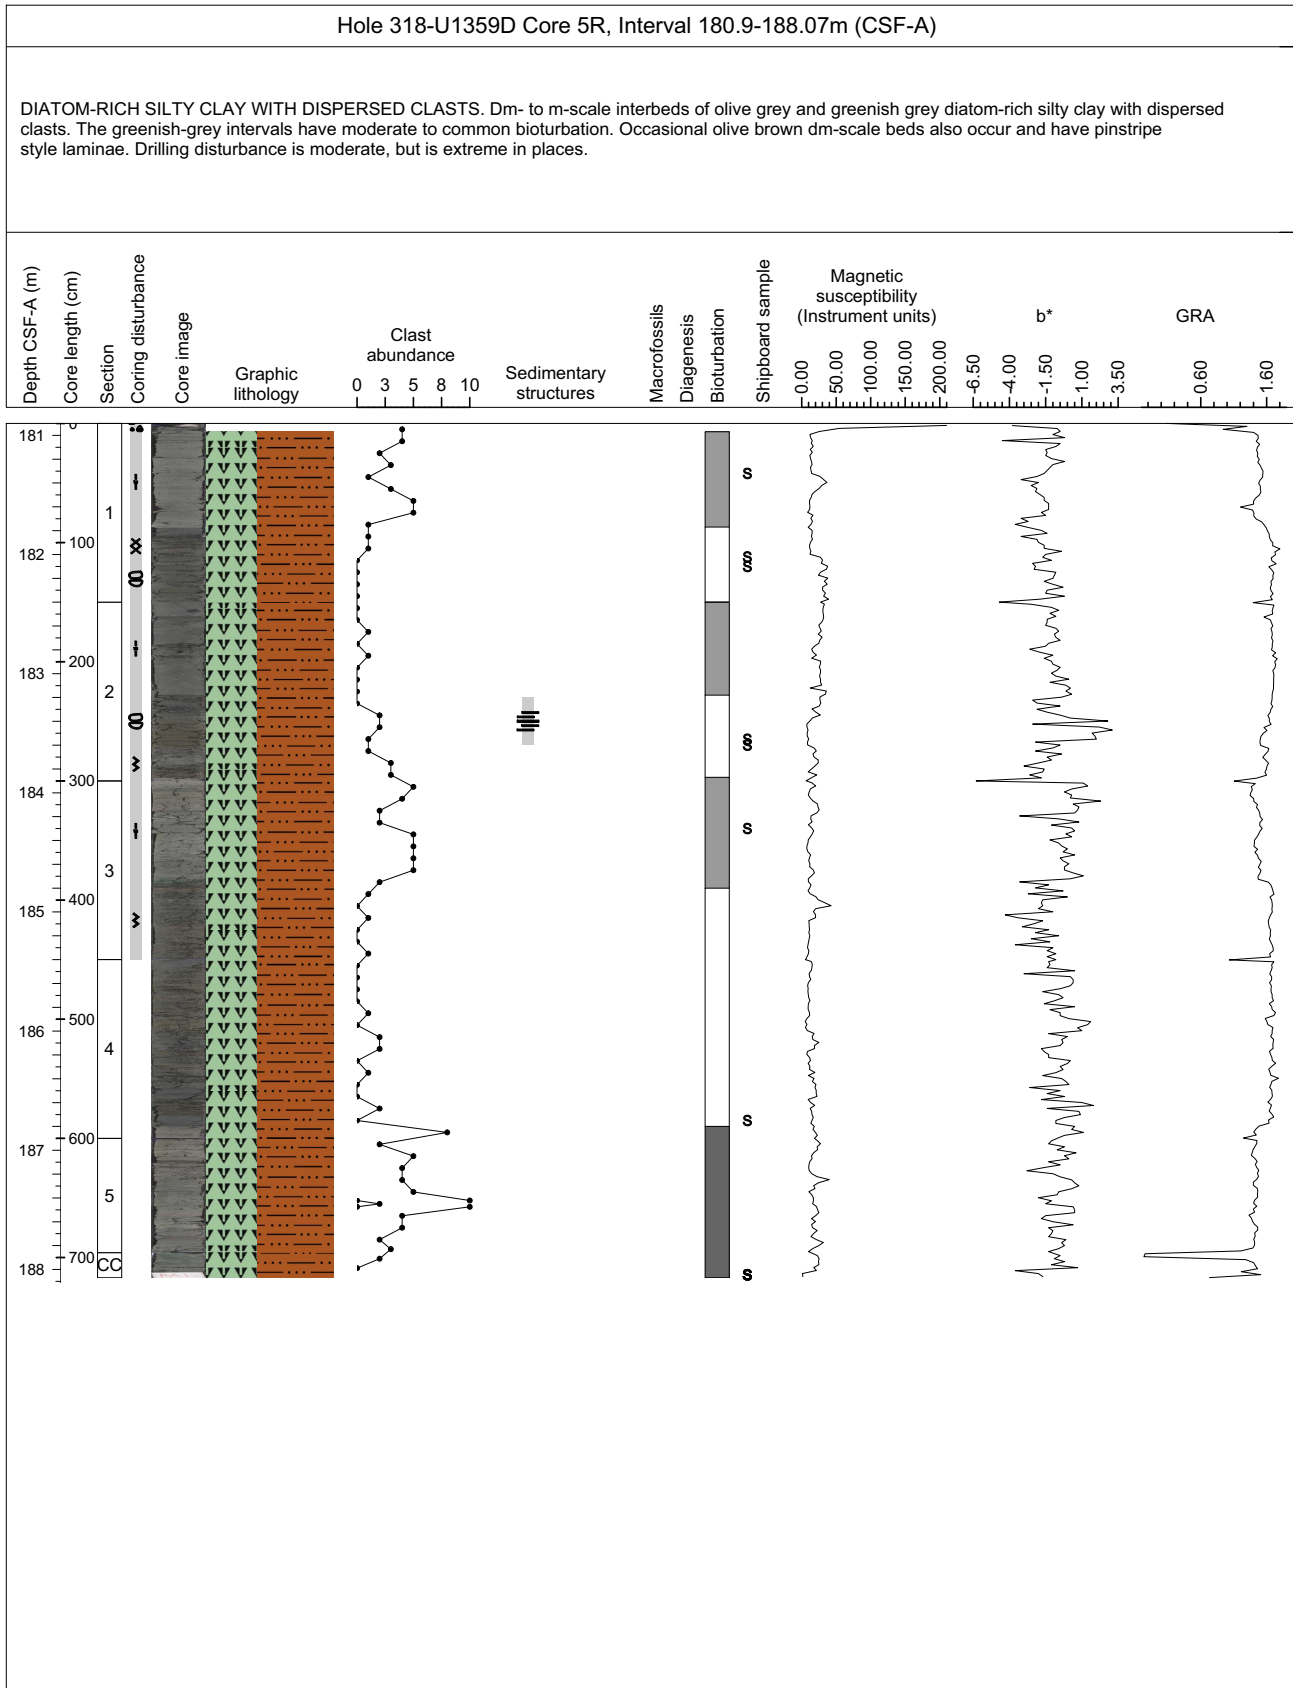 Hole 318-U1359D Core 5R, Interval 180.9-188.07m (CSF-A)
DIATOM-RICH SILTY CLAY WITH DISPERSED CLASTS. Dm- to m-scale interbeds of olive grey and greenish grey diatom-rich silty clay with dispersed
clasts. The greenish-grey intervals have moderate to common bioturbation. Occasional olive brown dm-scale beds also occur and have pinstripe
style laminae. Drilling disturbance is moderate, but is extreme in places.
Depth CSF-A (m)
Core length (cm)
Section
Coring disturbance
Core image
Graphic
lithology
Clast
abundance
0 3 5 8 10
Sedimentary
structures
Macrofossils
Diagenesis
Bioturbation
Shipboard sample
Magnetic
susceptibility
(Instrument units)
0.00
50.00
100.00
150.00
200.00
b*
-6.50
-4.00
-1.50
1.00
3.50
GRA
0.60
1.60
0
181
S
1
100
182
S
S
S
200
183
2
S
S
300
184
S
3
400
185
500
186
4
S
600
187
5
700
CC
188
S